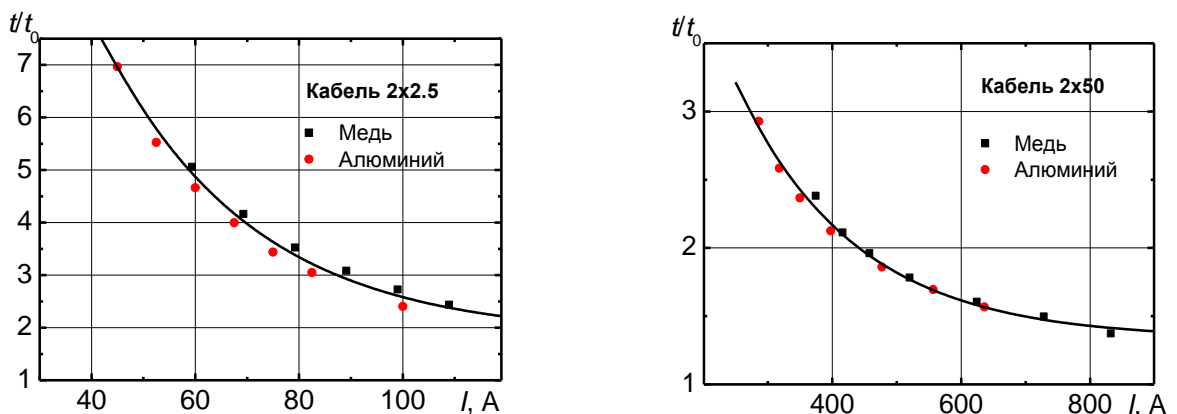 t/t0
7
6
5
4
3
2
1
Кабель 2x2.5
Медь
Алюминий
40
60
80
100
I, А
t/t0
3
2
1
Кабель 2x50
Медь
Алюминий
400
600
800
I, А